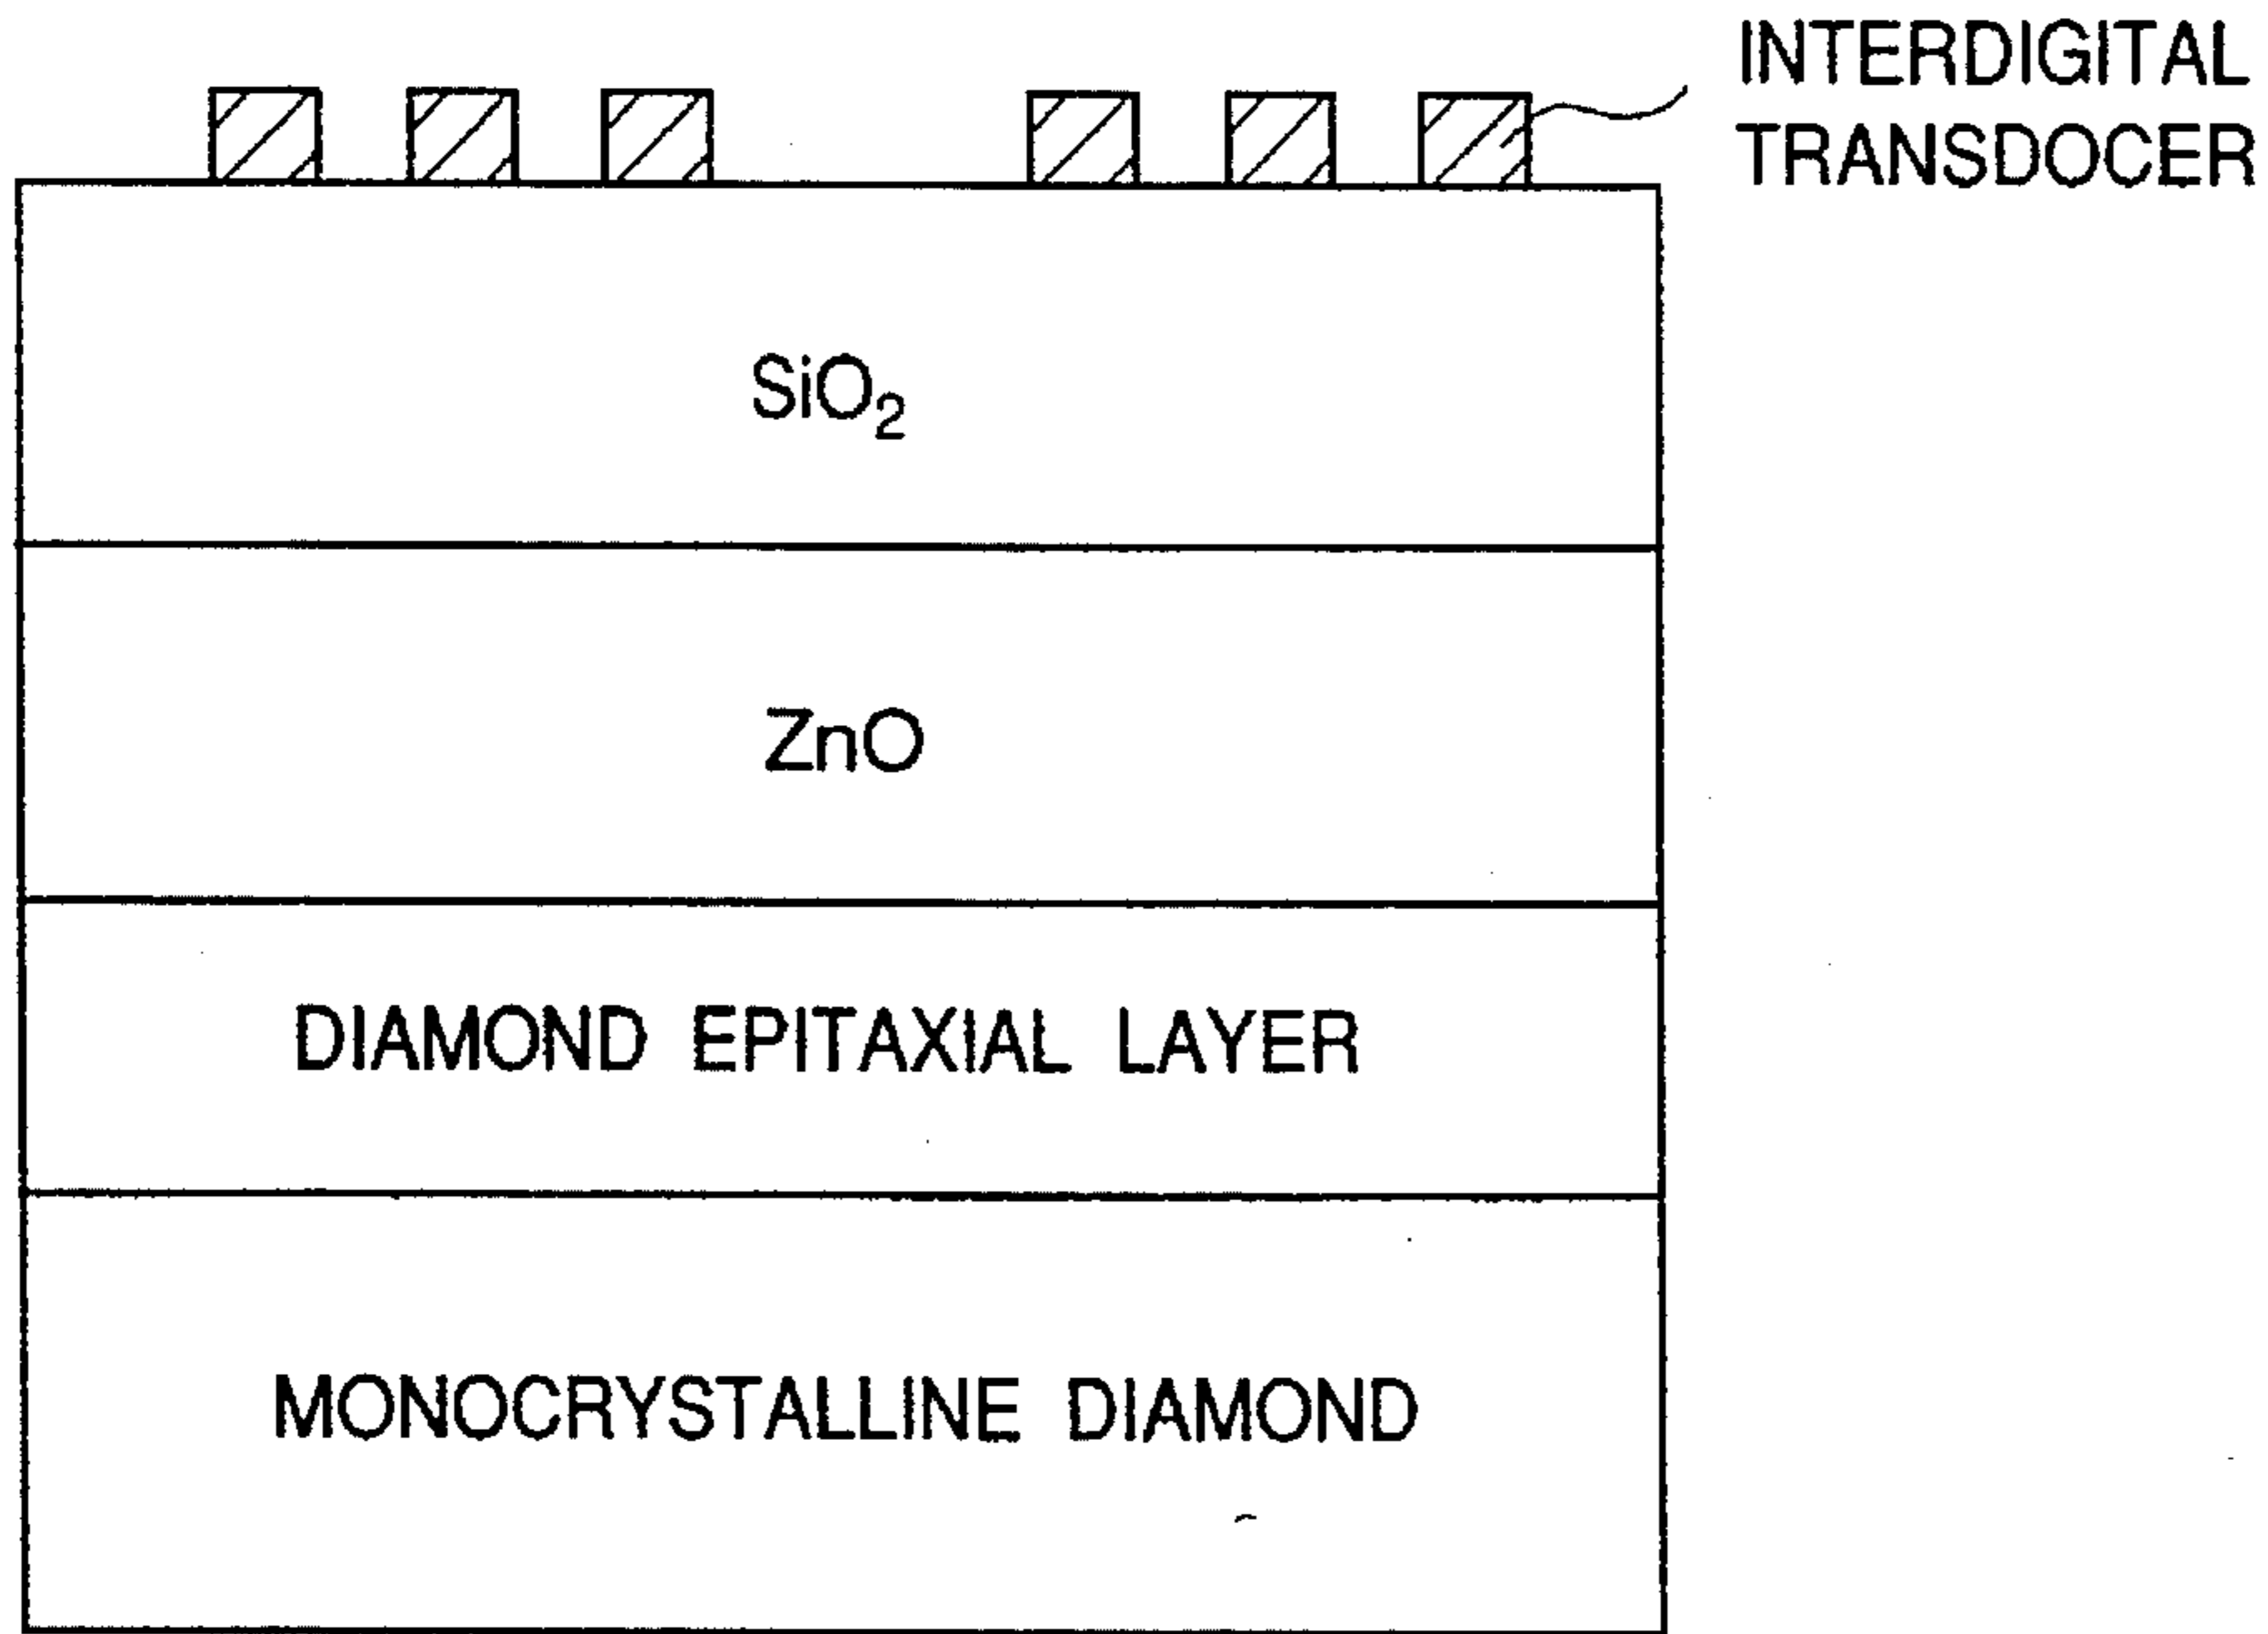 INTERDIGITAL
TRANSDOCER
SiO₂
ZnO
DIAMOND EPITAXIAL LAYER
MONOCRYSTALLINE DIAMOND